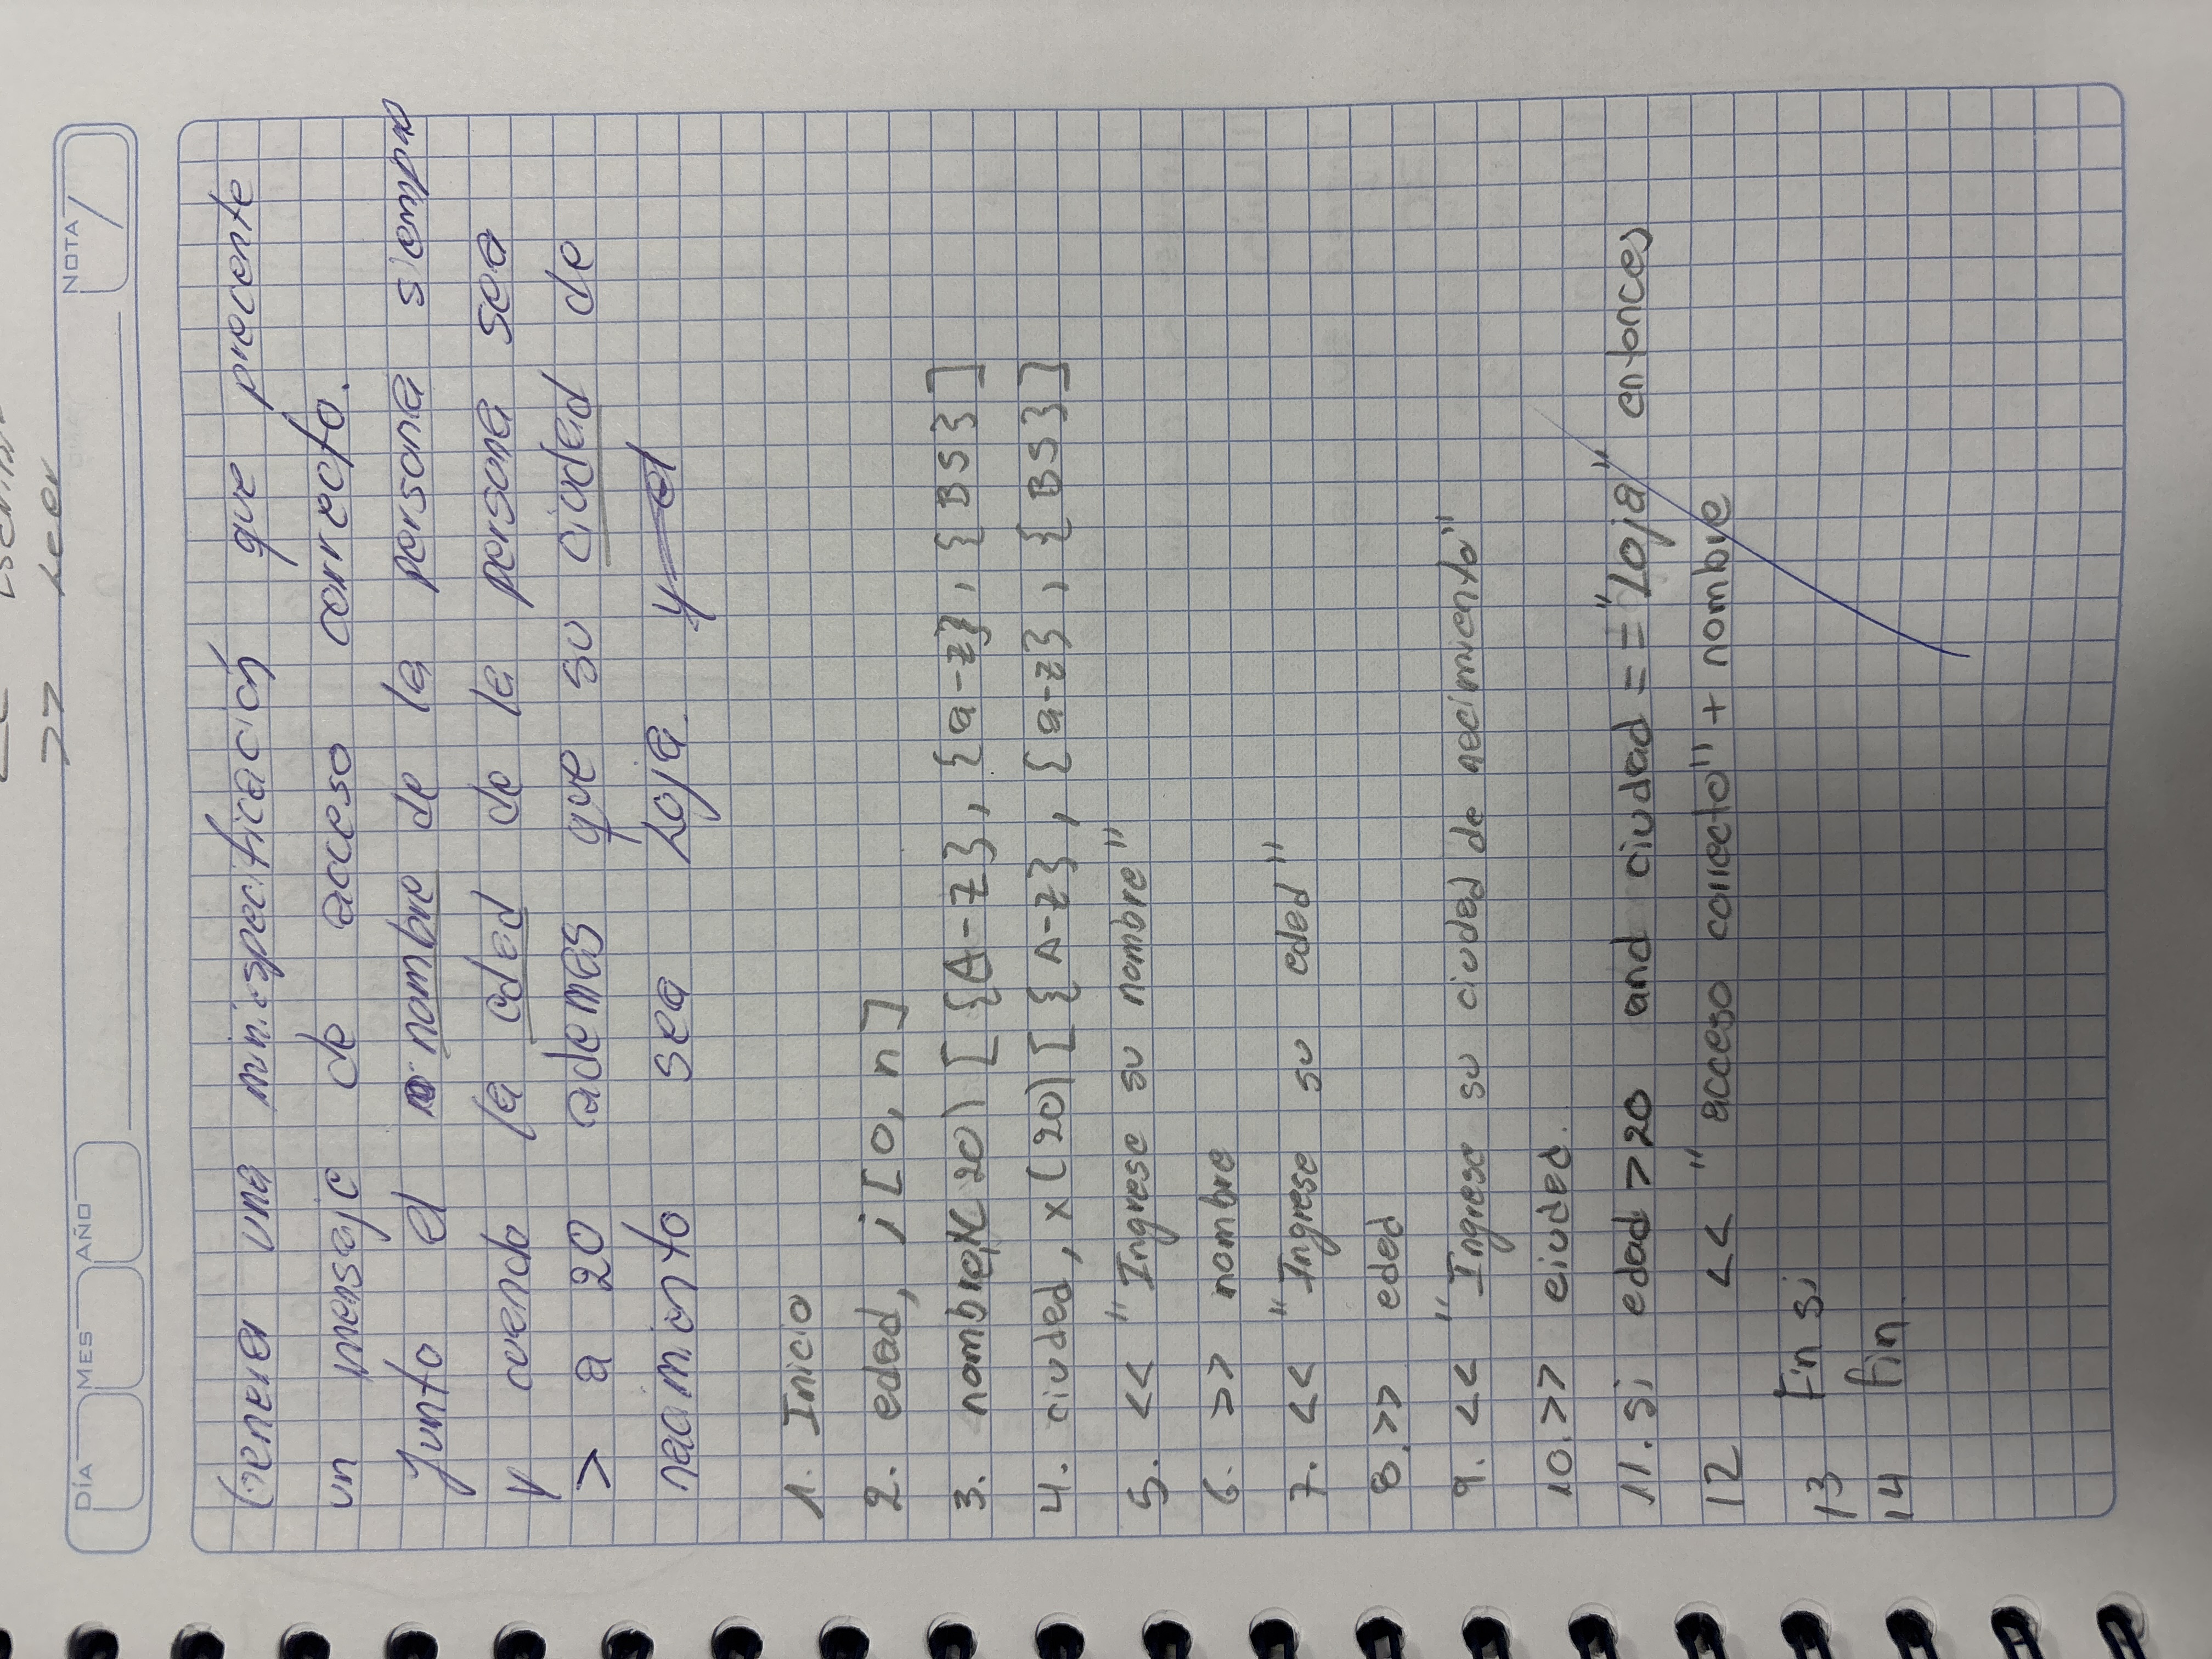 << Escribir
>> Leer
DÍA MES AÑO NOTA
Generar una miniespecificación que precente
un mensaje de acceso correcto.
Junto el nombre de la persona siempre
y cuando la edad de la persona sea
> a 20 ademas que su ciudad de
nacimiento sea Loja. y el
1. Inicio
2. edad, i [0, n]
3. nombre, x(20) [{A-Z}, {a-z}, {BS}]
4. ciudad, x(20) [{A-Z}, {a-z}, {BS}]
5. << "Ingrese su nombre"
6. >> nombre
7. << "Ingrese su edad"
8. >> edad
9. << "Ingrese su ciudad de necimiento"
10. >> ciudad.
11. si edad >20 and ciudad == "Loja" entonces
12 << "acceso correcto" + nombre
13 Fin si
14 fin.